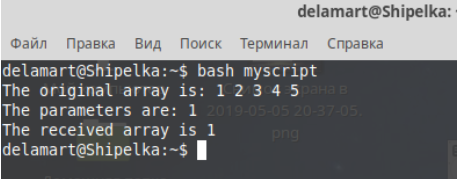 delamart@Shipelka:
Файл Правка Вид Поиск Терминал Справка
delamart@Shipelka:~$ bash myscript
The original array is: 1 2 3 4 5
The parameters are: 1
The received array is 1
delamart@Shipelka:~$
рана в
2019-05-05 20-37-05.
png